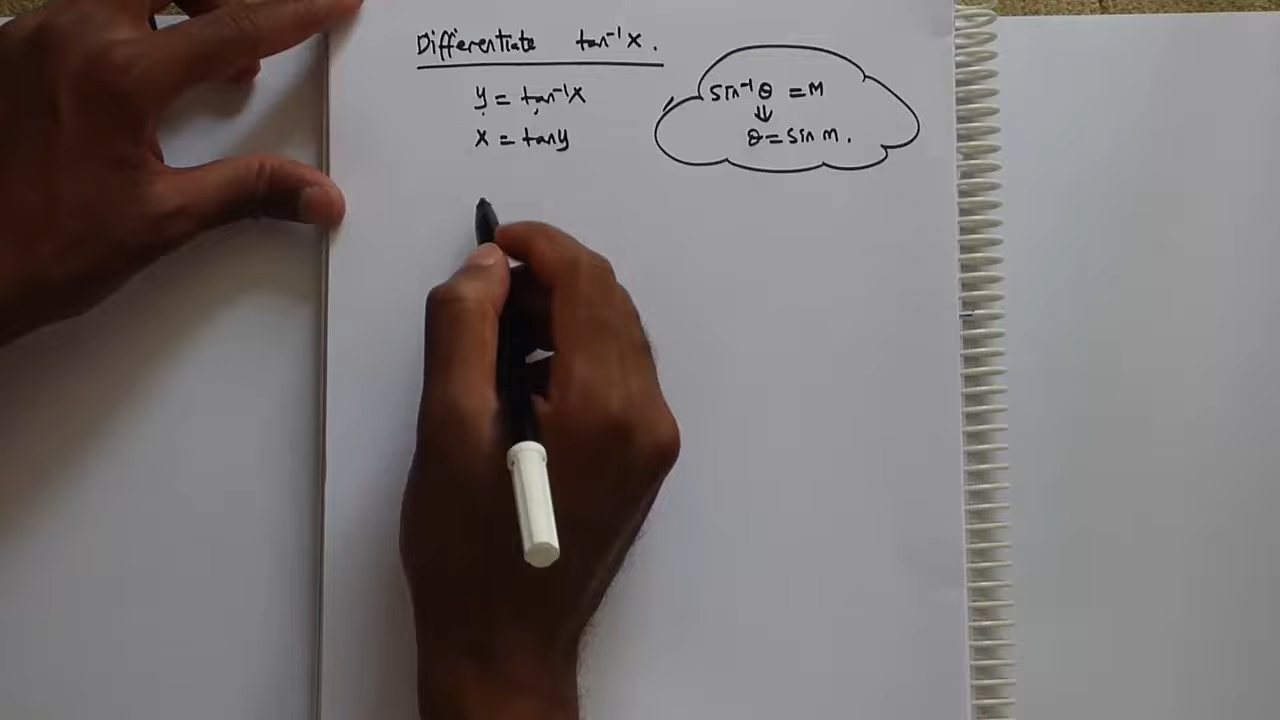 Differentiate tan⁻¹x.
y = tan⁻¹x
x = tany
sin⁻¹θ = M
⇓
θ = sin m.